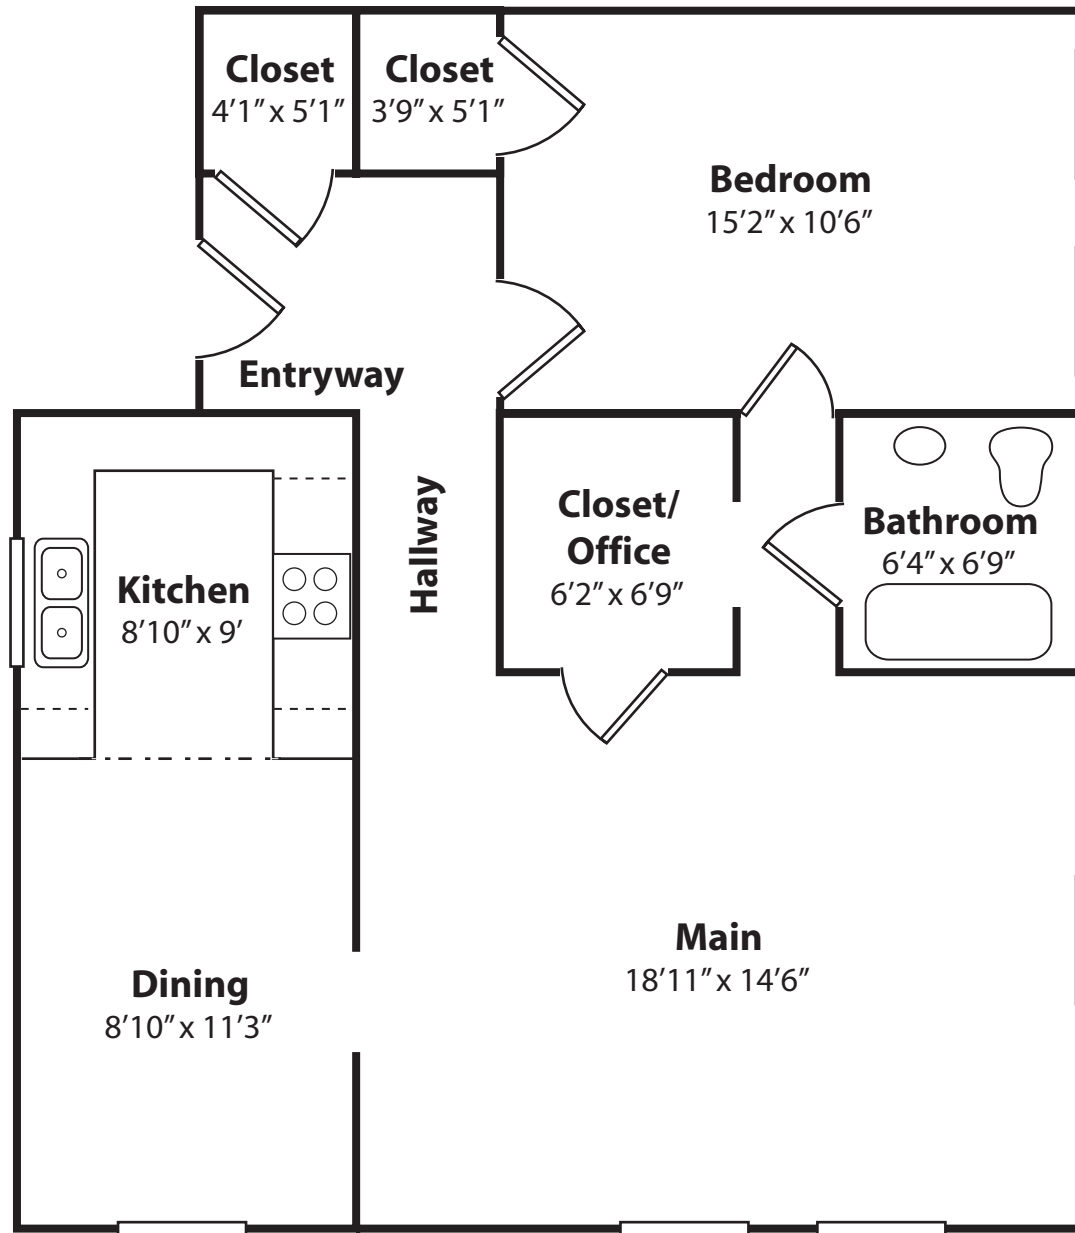 Closet
4’1” x 5’1”
Closet
3’9” x 5’1”
Bedroom
15’2” x 10’6”
Entryway
Hallway
Closet/
Office
6’2” x 6’9”
Bathroom
6’4” x 6’9”
Kitchen
8’10” x 9’
Main
18’11” x 14’6”
Dining
8’10” x 11’3”